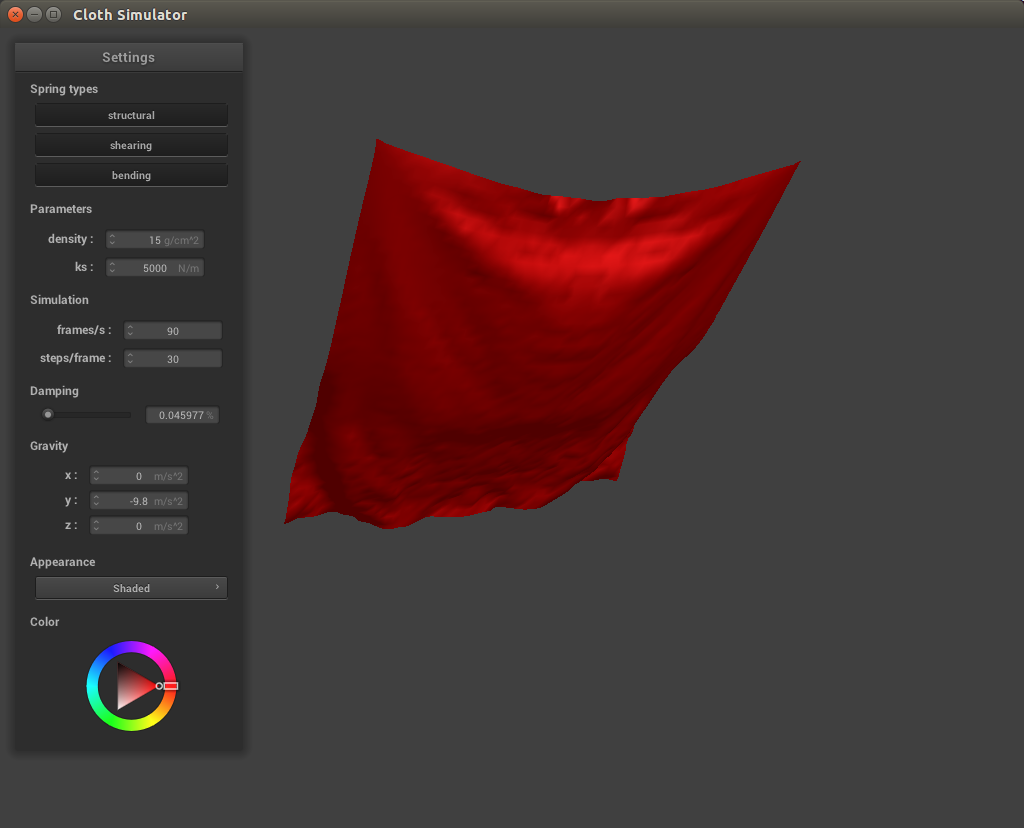 Cloth Simulator
Settings
Spring types
structural
shearing
bending
Parameters
density : 15 g/cm^2
ks : 5000 N/m
Simulation
frames/s : 90
steps/frame : 30
Damping
0.045977 %
Gravity
x : 0 m/s^2
y : -9.8 m/s^2
z : 0 m/s^2
Appearance
Shaded
Color